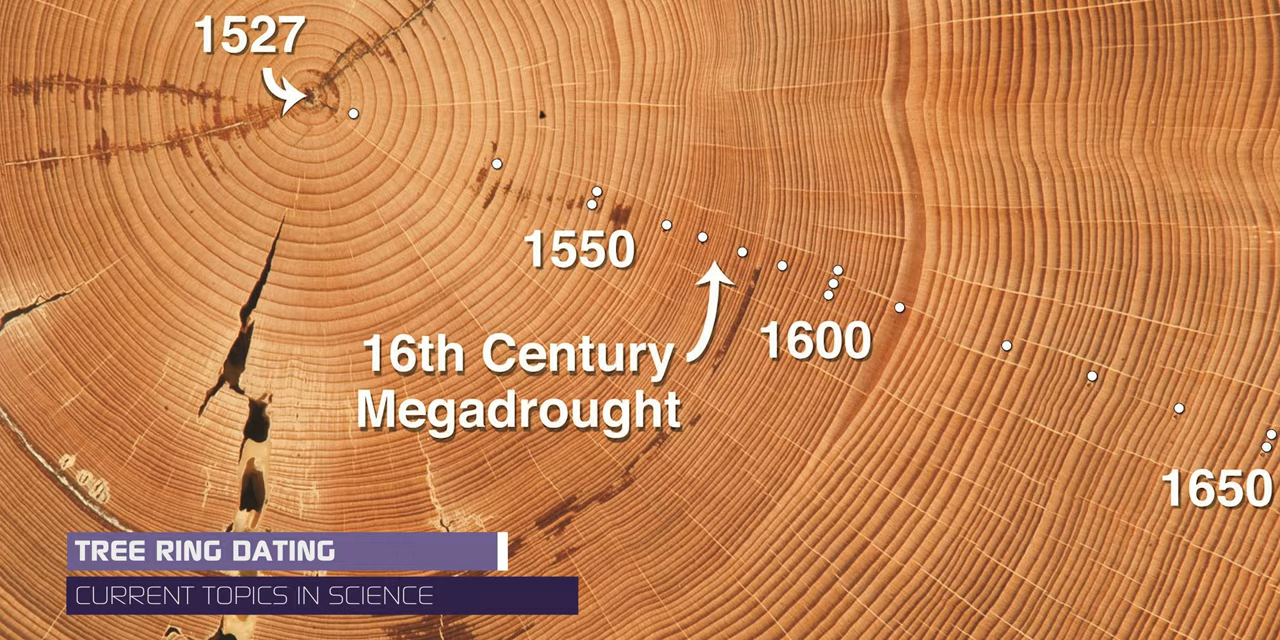 1527
1550
1600
16th Century
Megadrought
1650
TREE RING DATING
CURRENT TOPICS IN SCIENCE